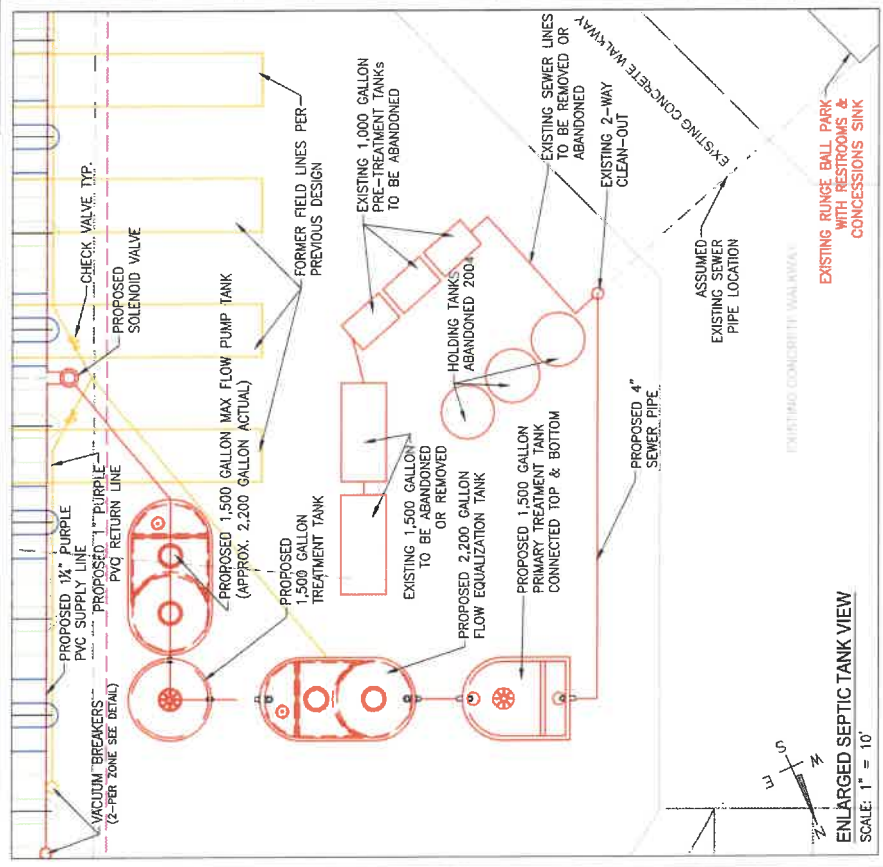 VACUUM BREAKERS
(2-PER ZONE SEE DETAIL)
PROPOSED 1¼" PURPLE
PVC SUPPLY LINE
PROPOSED 1" PURPLE
PVC RETURN LINE
PROPOSED
SOLENOID VALVE
CHECK VALVE TYP.
PROPOSED 1,500 GALLON MAX FLOW PUMP TANK
(APPROX. 2,200 GALLON ACTUAL)
FORMER FIELD LINES PER
PREVIOUS DESIGN
PROPOSED
1,500 GALLON
TREATMENT TANK
EXISTING 1,000 GALLON
PRE-TREATMENT TANKs
TO BE ABANDONED
EXISTING 1,500 GALLON
TO BE ABANDONED
OR REMOVED
HOLDING TANKS
ABANDONED 2004
PROPOSED 2,200 GALLON
FLOW EQUALIZATION TANK
PROPOSED 1,500 GALLON
PRIMARY TREATMENT TANK
CONNECTED TOP & BOTTOM
EXISTING SEWER LINES
TO BE REMOVED OR
ABANDONED
EXISTING 2-WAY
CLEAN-OUT
PROPOSED 4"
SEWER PIPE
ASSUMED
EXISTING SEWER
PIPE LOCATION
EXISTING CONCRETE WALKWAY
EXISTING CONCRETE WALKWAY
EXISTING RUNGE BALL PARK
WITH RESTROOMS &
CONCESSIONS SINK
N
E
S
W
ENLARGED SEPTIC TANK VIEW
SCALE: 1" = 10'